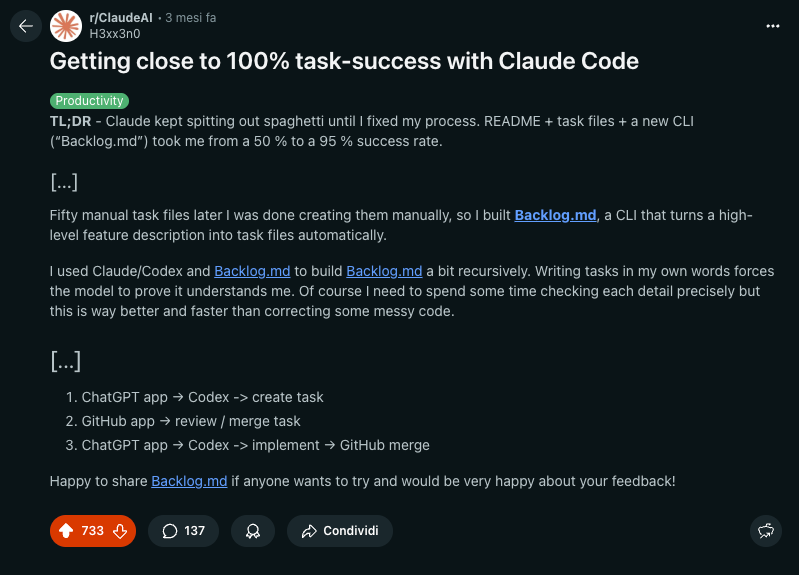 r/ClaudeAI • 3 mesi fa
H3xx3n0
Getting close to 100% task-success with Claude Code
Productivity
TL;DR - Claude kept spitting out spaghetti until I fixed my process. README + task files + a new CLI
(“Backlog.md”) took me from a 50 % to a 95 % success rate.
[...]
Fifty manual task files later I was done creating them manually, so I built Backlog.md, a CLI that turns a high-
level feature description into task files automatically.
I used Claude/Codex and Backlog.md to build Backlog.md a bit recursively. Writing tasks in my own words forces
the model to prove it understands me. Of course I need to spend some time checking each detail precisely but
this is way better and faster than correcting some messy code.
[...]
1. ChatGPT app → Codex -> create task
2. GitHub app → review / merge task
3. ChatGPT app → Codex -> implement → GitHub merge
Happy to share Backlog.md if anyone wants to try and would be very happy about your feedback!
733 137 Condividi